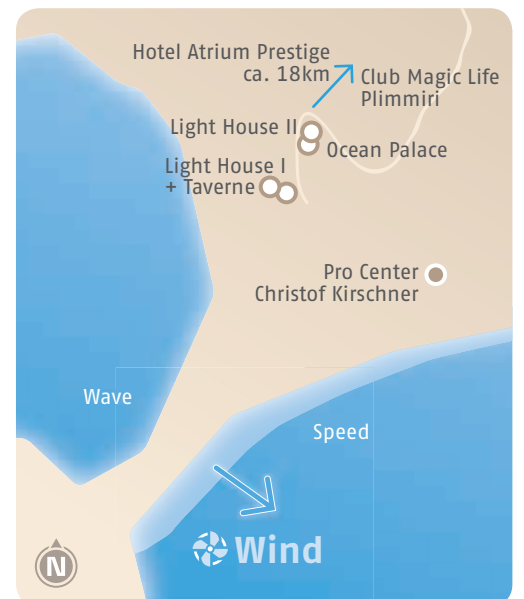 Hotel Atrium Prestige
ca. 18km
Club Magic Life
Plimmiri
Light House II
Ocean Palace
Light House I
+ Taverne
Pro Center
Christof Kirschner
Wave
Speed
Wind
N